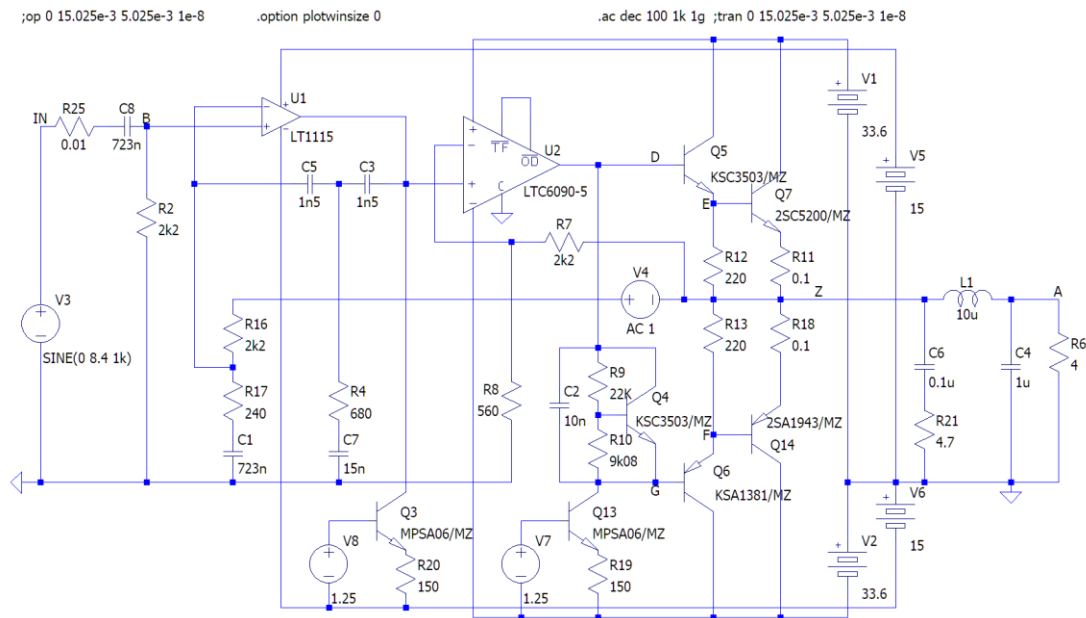 ;op 0 15.025e-3 5.025e-3 1e-8 .option plotwinsize 0 .ac dec 100 1k 1g ;tran 0 15.025e-3 5.025e-3 1e-8
IN
R25
0.01
C8
723n
B
R2
2k2
V3
SINE(0 8.4 1k)
U1
LT1115
C5
1n5
C3
1n5
R16
2k2
R17
240
C1
723n
R4
680
C7
15n
V8
1.25
Q3
MPSA06/MZ
R20
150
TF
OD
C
U2
LTC6090-5
R7
2k2
R8
560
V4
AC 1
C2
10n
R9
22K
R10
9k08
Q4
KSC3503/MZ
V7
1.25
Q13
MPSA06/MZ
R19
150
D
Q5
KSC3503/MZ
E
Q7
2SC5200/MZ
R12
220
R11
0.1
Z
R13
220
R18
0.1
F
2SA1943/MZ
Q14
G
Q6
KSA1381/MZ
V1
33.6
V5
15
L1
10u
A
C6
0.1u
C4
1u
R6
4
R21
4.7
V6
15
V2
33.6